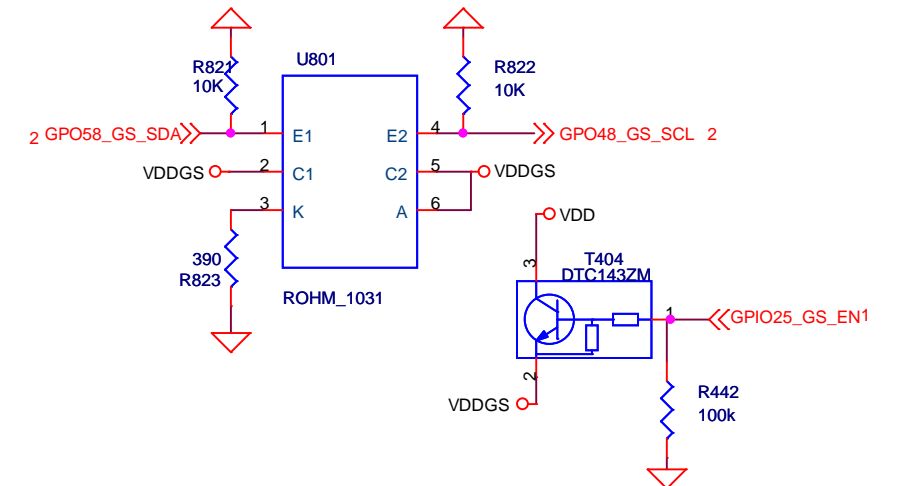 U801
R821
10K
R822
10K
2 GPO58_GS_SDA
1
E1
E2
4
GPO48_GS_SCL 2
VDDGS
2
C1
C2
5
VDDGS
3
K
A
6
390
R823
ROHM_1031
VDD
3
T404
DTC143ZM
1
GPIO25_GS_EN1
2
VDDGS
R442
100k